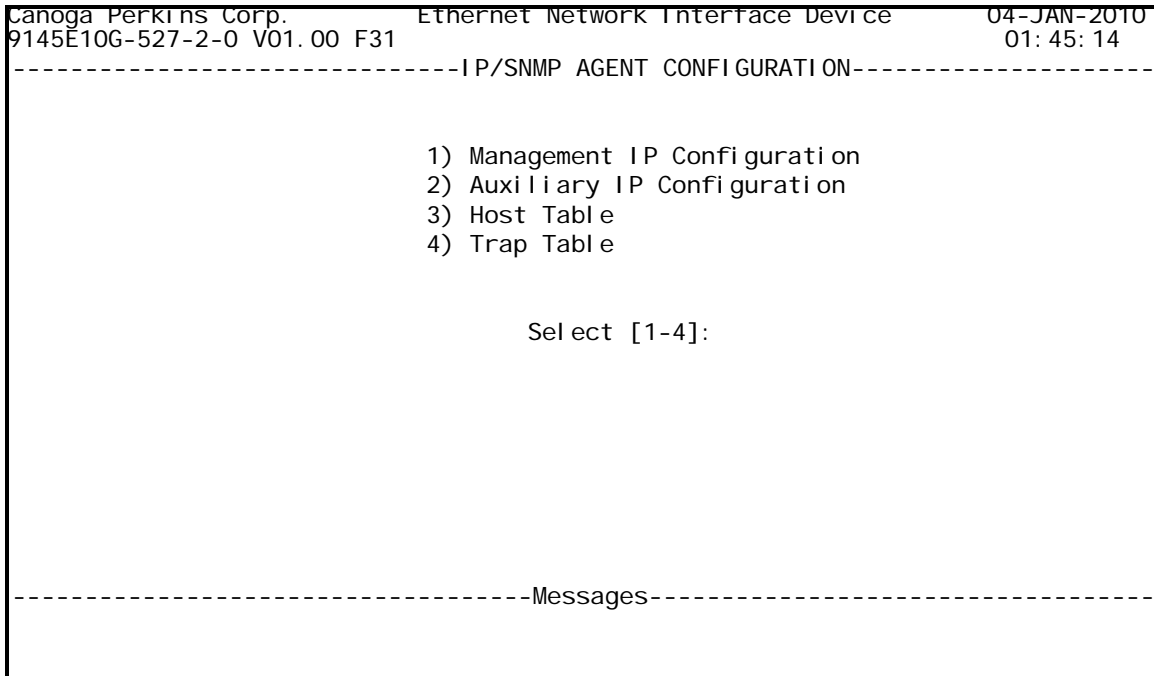 Canoga Perkins Corp. Ethernet Network Interface Device 04-JAN-2010
9145E10G-527-2-0 V01.00 F31 01:45:14
-------------------------------IP/SNMP AGENT CONFIGURATION---------------------
1) Management IP Configuration
2) Auxiliary IP Configuration
3) Host Table
4) Trap Table
Select [1-4]:
------------------------------------Messages-----------------------------------